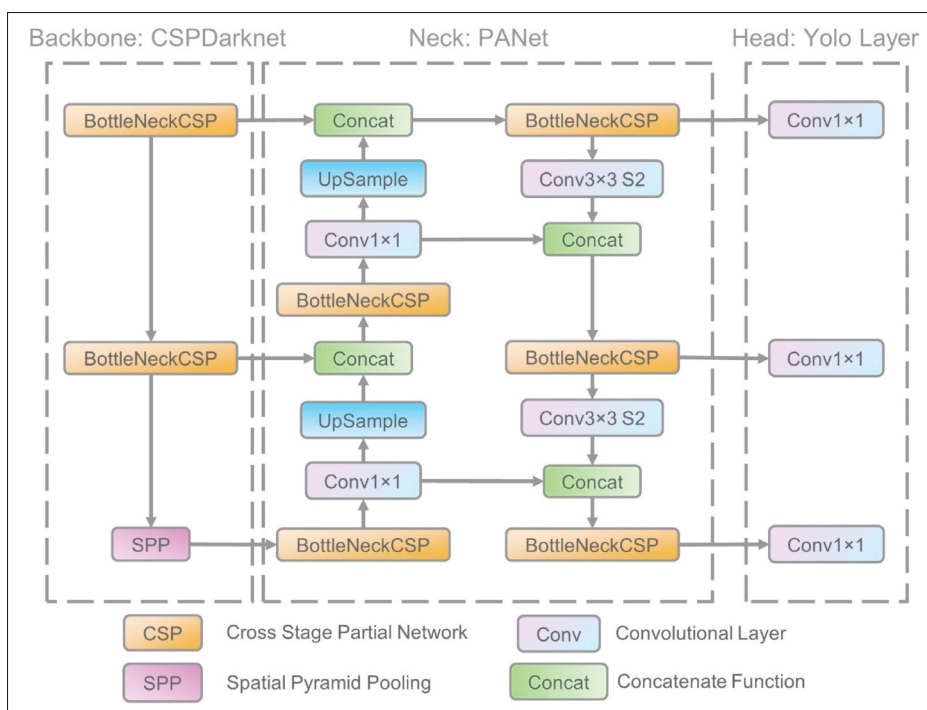 Backbone: CSPDarknet
Neck: PANet
Head: Yolo Layer
BottleNeckCSP
Concat
BottleNeckCSP
Conv1×1
UpSample
Conv3×3 S2
Conv1×1
Concat
BottleNeckCSP
BottleNeckCSP
Concat
BottleNeckCSP
Conv1×1
UpSample
Conv3×3 S2
Conv1×1
Concat
SPP
BottleNeckCSP
BottleNeckCSP
Conv1×1
CSP
Cross Stage Partial Network
Conv
Convolutional Layer
SPP
Spatial Pyramid Pooling
Concat
Concatenate Function